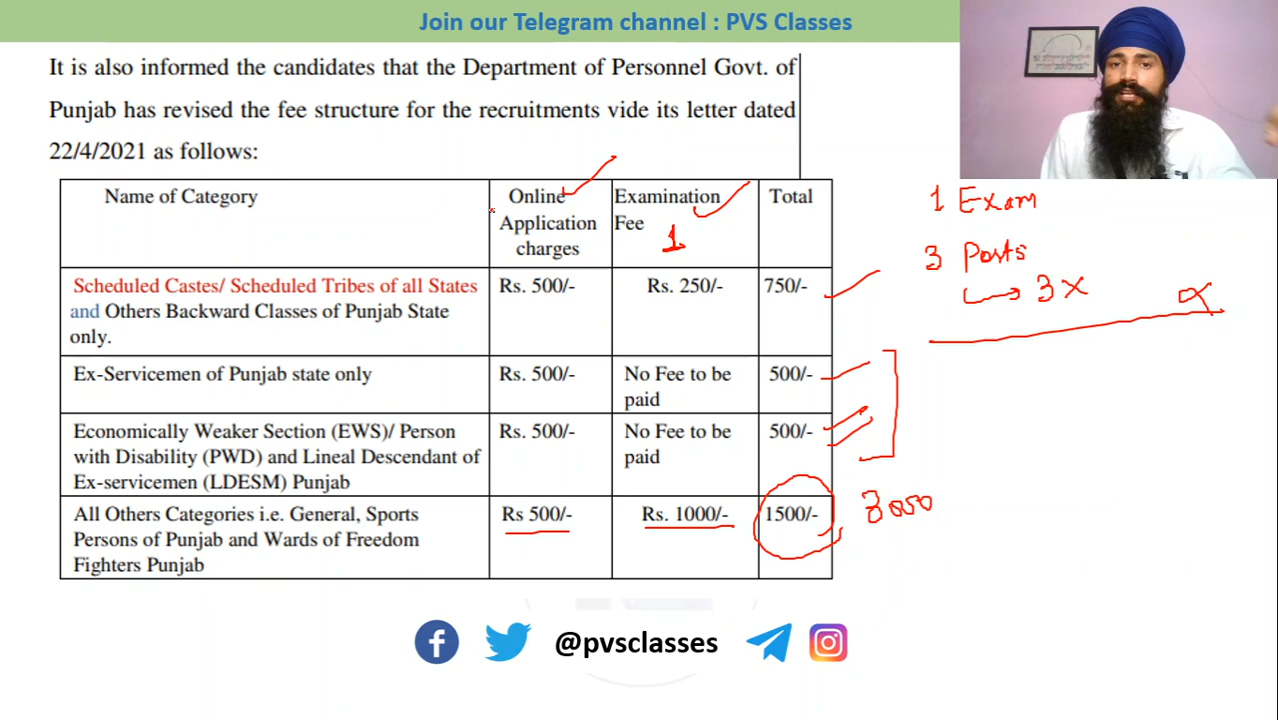 Join our Telegram channel : PVS Classes
It is also informed the candidates that the Department of Personnel Govt. of
Punjab has revised the fee structure for the recruitments vide its letter dated
22/4/2021 as follows:
Name of Category Online Application charges Examination Fee Total
1
Scheduled Castes/ Scheduled Tribes of all States Rs. 500/- Rs. 250/- 750/-
and Others Backward Classes of Punjab State
only.
Ex-Servicemen of Punjab state only Rs. 500/- No Fee to be paid 500/-
Economically Weaker Section (EWS)/ Person Rs. 500/- No Fee to be paid 500/-
with Disability (PWD) and Lineal Descendant of
Ex-servicemen (LDESM) Punjab
All Others Categories i.e. General, Sports Rs 500/- Rs. 1000/- 1500/-
Persons of Punjab and Wards of Freedom
Fighters Punjab
1 Exam
3 Posts
3 X
3000
@pvsclasses